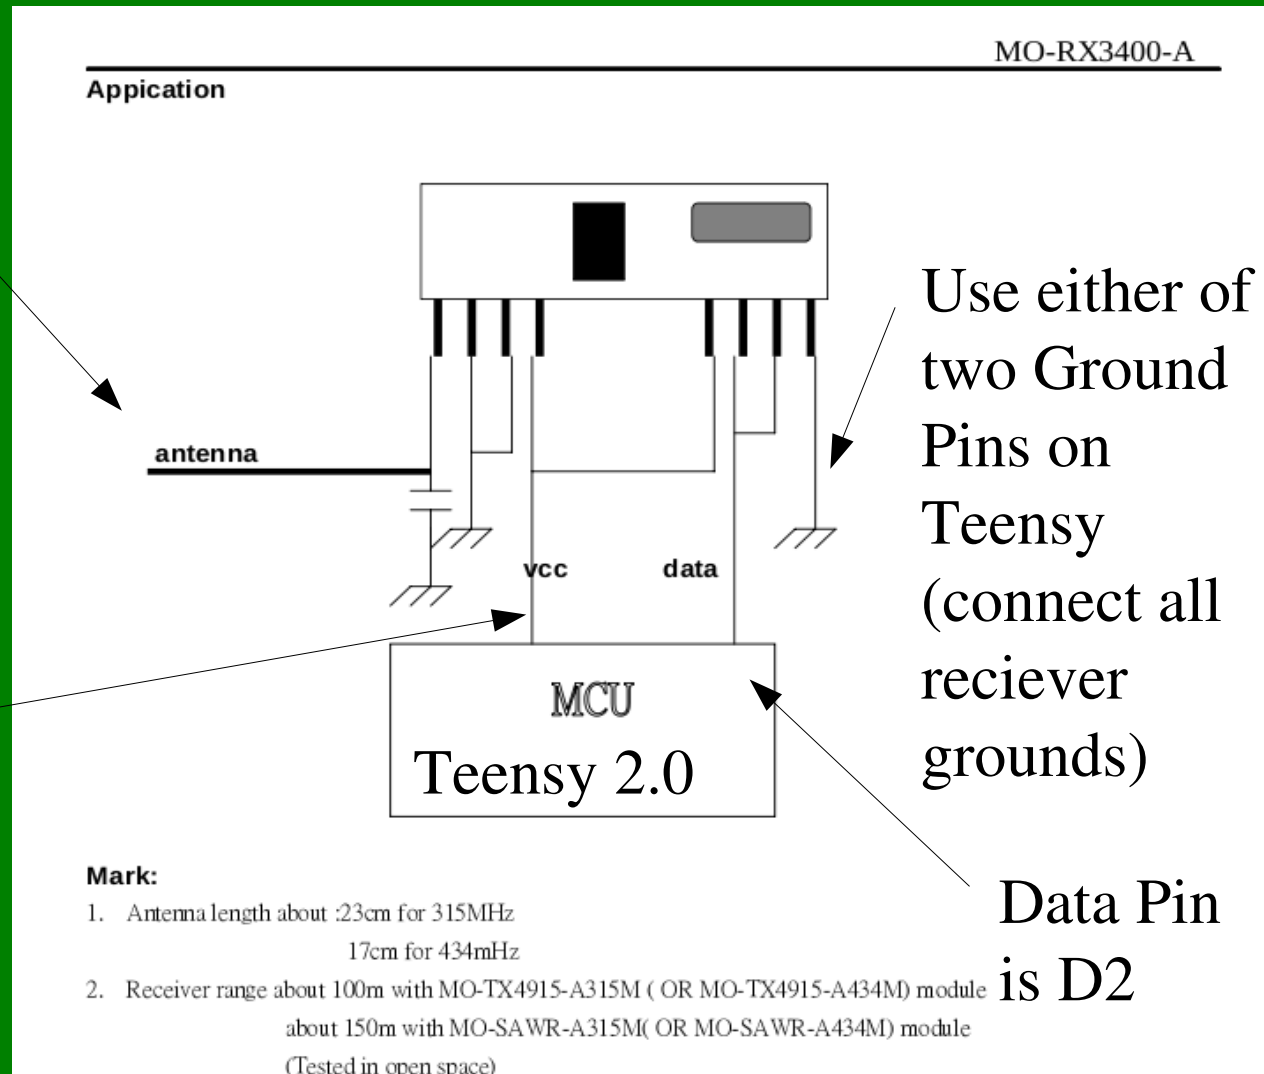 MO-RX3400-A
Appication
Use either of
two Ground
Pins on
Teensy
(connect all
reciever
grounds)
antenna
vcc
data
MCU
Teensy 2.0
Data Pin
is D2
Mark:
1. Antenna length about :23cm for 315MHz
17cm for 434mHz
2. Receiver range about 100m with MO-TX4915-A315M ( OR MO-TX4915-A434M) module
about 150m with MO-SAWR-A315M( OR MO-SAWR-A434M) module
(Tested in open space)